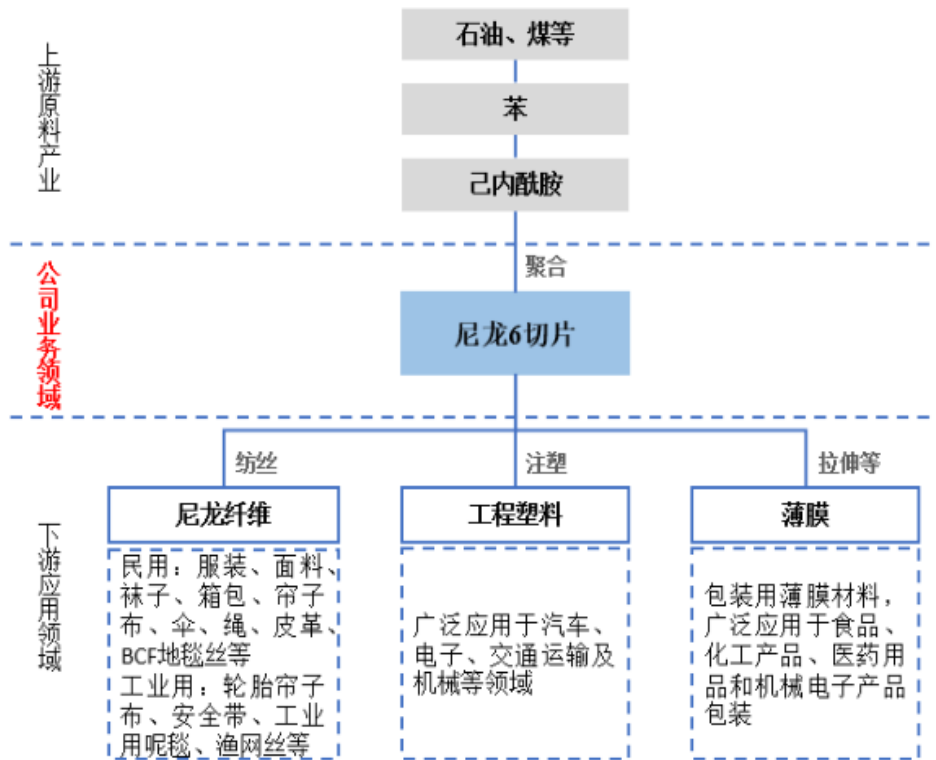 上游原料产业
石油、煤等
苯
己内酰胺
公司业务领域
聚合
尼龙6切片
下游应用领域
纺丝
注塑
拉伸等
尼龙纤维
工程塑料
薄膜
民用：服装、面料、
袜子、箱包、帘子
布、伞、绳、皮革、
BCF地毯丝等
工业用：轮胎帘子
布、安全带、工业
用呢毯、渔网丝等
广泛应用于汽车、
电子、交通运输及
机械等领域
包装用薄膜材料，
广泛应用于食品、
化工产品、医药用
品和机械电子产品
包装